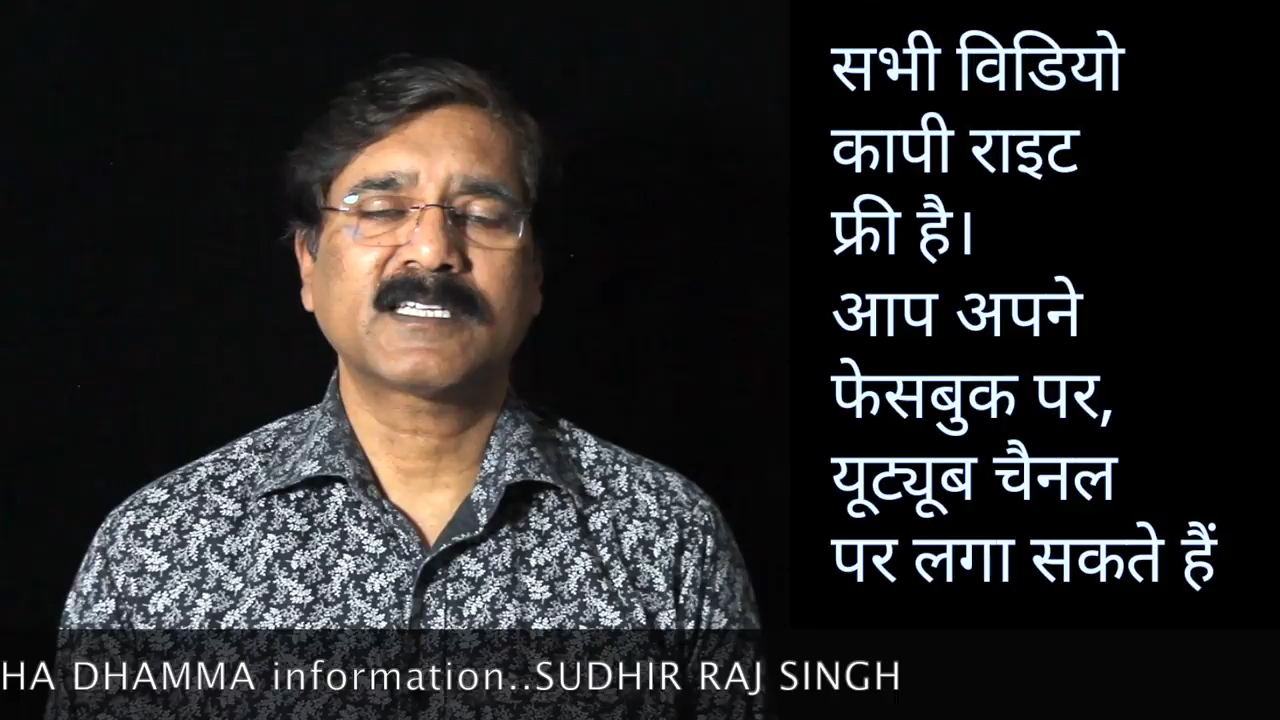 सभी विडियो
कापी राइट
फ्री है।
आप अपने
फेसबुक पर,
यूट्यूब चैनल
पर लगा सकते हैं
HA DHAMMA information..SUDHIR RAJ SINGH